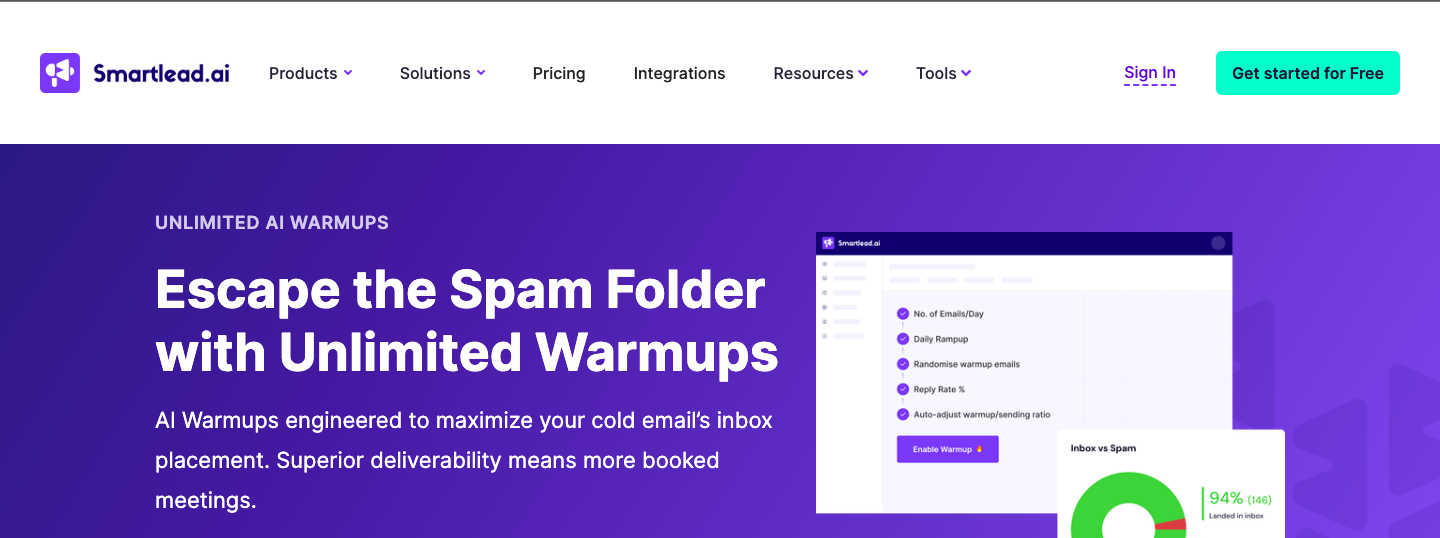 Smartlead.ai
Products
Solutions
Pricing
Integrations
Resources
Tools
Sign In
Get started for Free
UNLIMITED AI WARMUPS
Escape the Spam Folder
with Unlimited Warmups
AI Warmups engineered to maximize your cold email's inbox
placement. Superior deliverability means more booked
meetings.
Smartlead.ai
No. of Emails/Day
Daily Rampup
Randomise warmup emails
Reply Rate %
Auto-adjust warmup/sending ratio
Enable Warmup 🔥
Inbox vs Spam
94% (146)
Landed in inbox